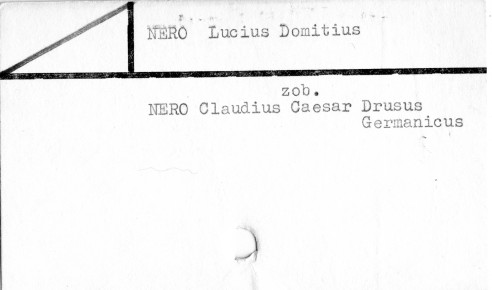 NERO Lucius Domitius
zob.
NERO Claudius Caesar Drusus
Germanicus